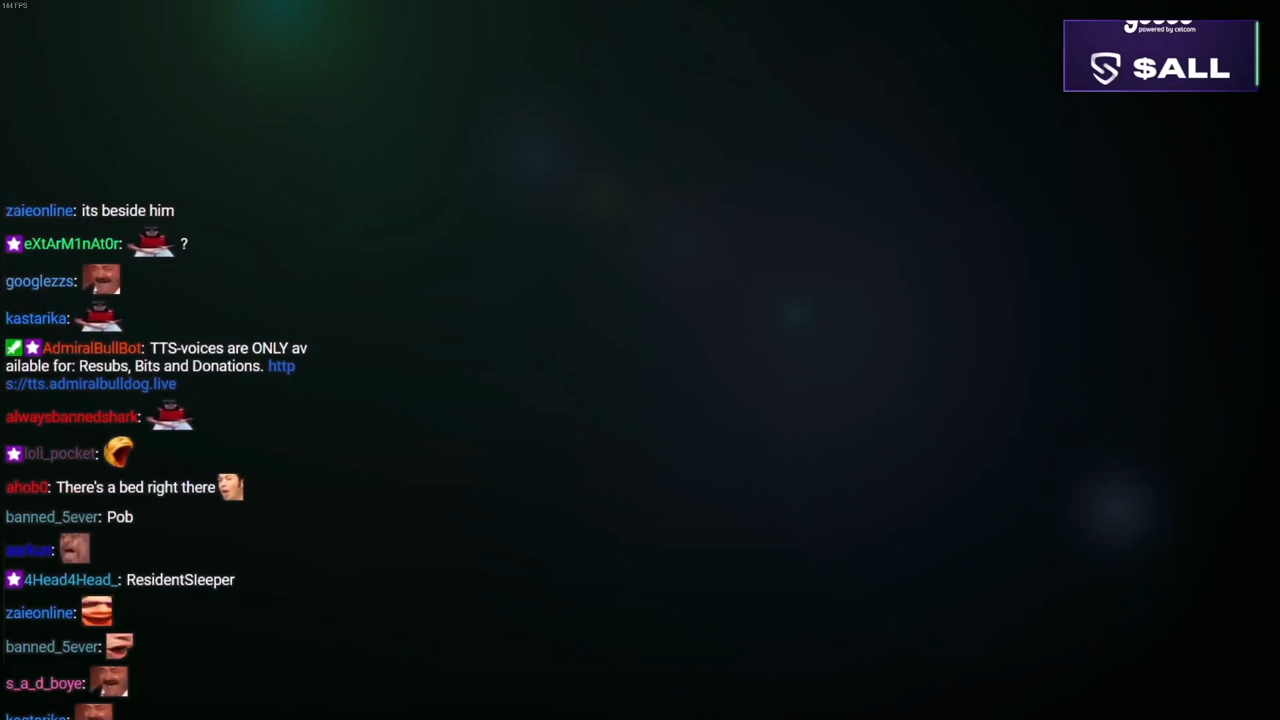 144 FPS
powered by celcom
$ALL
zaieonline: its beside him
eXtArM1nAt0r: ?
googlezzs:
kastarika:
AdmiralBullBot: TTS-voices are ONLY av
ailable for: Resubs, Bits and Donations. http
s://tts.admiralbulldog.live
alwaysbannedshark:
loli_pocket:
ahob0: There's a bed right there
banned_5ever: Pob
4Head4Head_: ResidentSleeper
zaieonline:
banned_5ever:
s_a_d_boye:
kastarika: